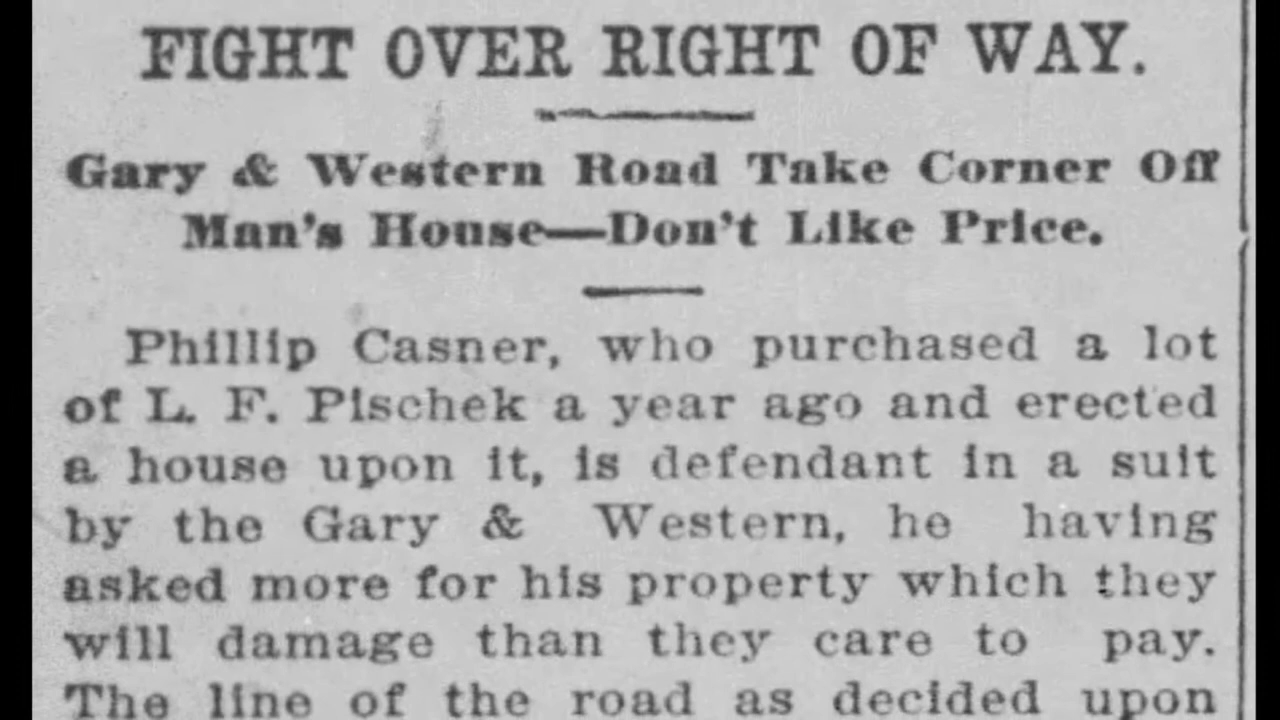 FIGHT OVER RIGHT OF WAY.
Gary & Western Road Take Corner Off
Man's House—Don't Like Price.
Phillip Casner, who purchased a lot
of L. F. Pischek a year ago and erected
a house upon it, is defendant in a suit
by the Gary & Western, he having
asked more for his property which they
will damage than they care to pay.
The line of the road as decided upon